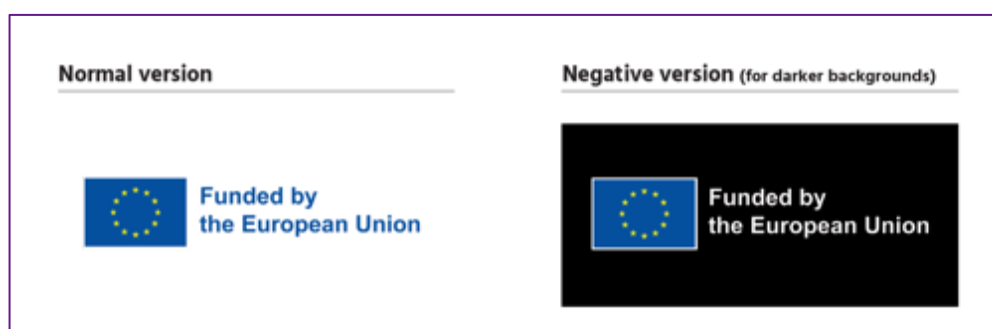 Normal version
Funded by
the European Union
Negative version (for darker backgrounds)
Funded by
the European Union